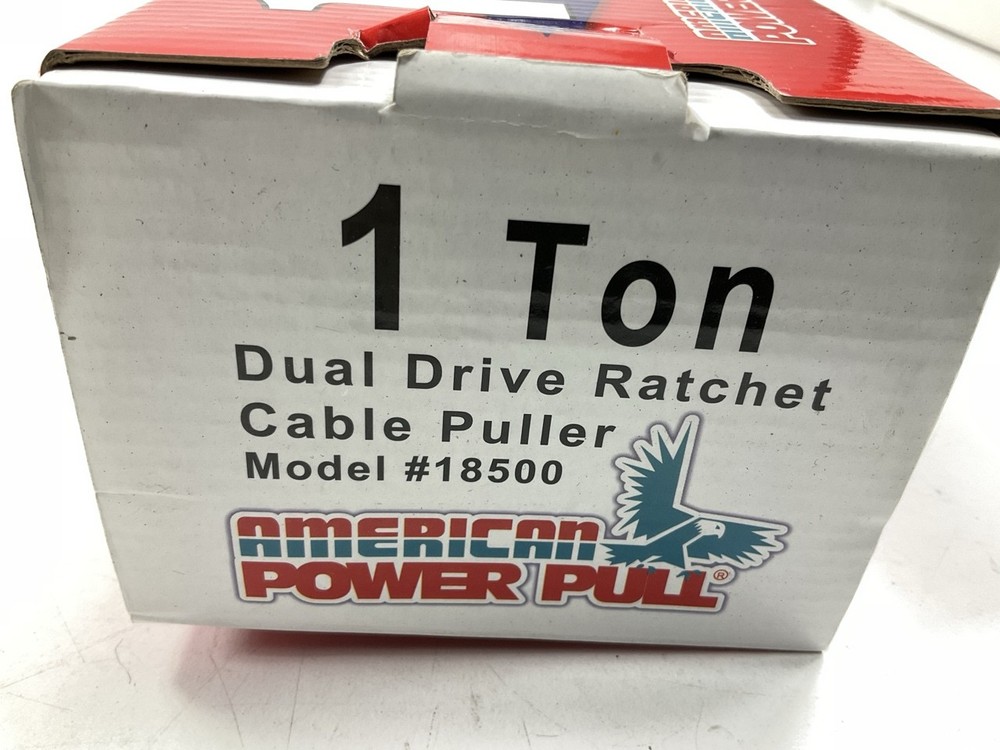 1 Ton
Dual Drive Ratchet
Cable Puller
Model #18500
AMERICAN
POWER PULL®